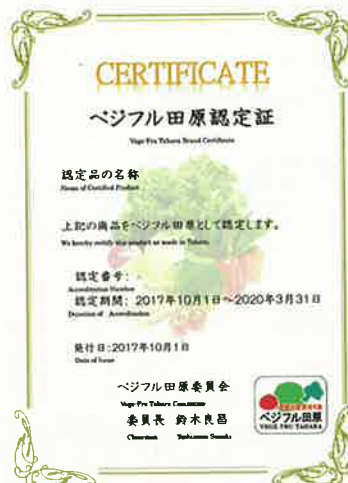 CERTIFICATE
ベジフル田原認定証
Vege-Fru Tahara Brand Certificate
認定品の名称
Name of Certified Product
上記の商品をベジフル田原として認定します。
We hereby certify this product as made in Tahara.
認定番号:
Accreditation Number
認定期間: 2017年10月1日～2020年3月31日
Duration of Accreditation
発行日:2017年10月1日
Date of Issue
ベジフル田原委員会
Vege-Fru Tahara Committee
委員長 鈴木良昌
Chairman
ベジフル田原
VEGE FRU TAHARA